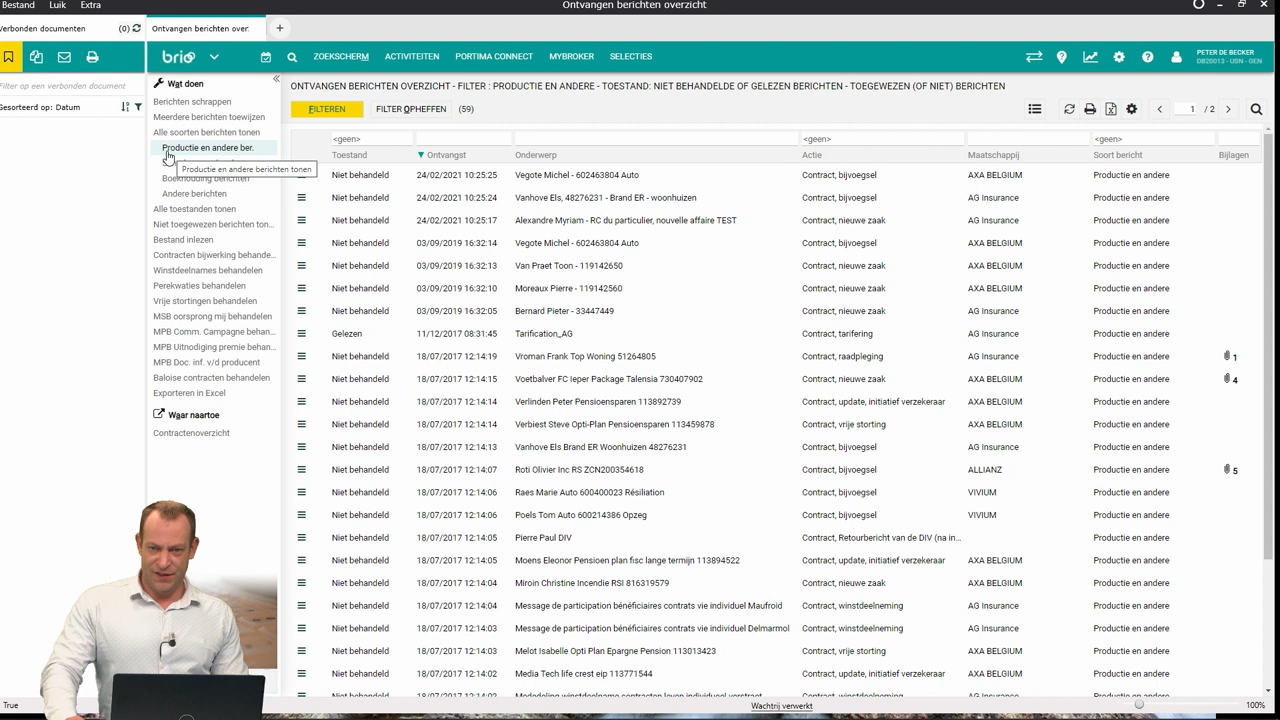 Bestand Luik Extra Ontvangen berichten overzicht
Verbonden documenten (0) Ontvangen berichten over: +
brio ZOEKSCHERM ACTIVITEITEN PORTIMA CONNECT MYBROKER SELECTIES PETER DE BECKER
DB20013 - USN - GEN
Filter op een verbonden document
Gesorteerd op: Datum
Wat doen
Berichten schrappen
Meerdere berichten toewijzen
Alle soorten berichten tonen
Productie en andere ber.
Productie en andere berichten tonen
Boekhouding berichten
Andere berichten
Alle toestanden tonen
Niet toegewezen berichten ton...
Bestand inlezen
Contracten bijwerking behande...
Winstdeelnames behandelen
Perekwaties behandelen
Vrije stortingen behandelen
MSB oorsprong mij behandelen
MPB Comm. Campagne behan...
MPB Uitnodiging premie behan...
MPB Doc. inf. v/d producent
Baloise contracten behandelen
Exporteren in Excel
Waar naartoe
Contractenoverzicht
ONTVANGEN BERICHTEN OVERZICHT - FILTER : PRODUCTIE EN ANDERE - TOESTAND: NIET BEHANDELDE OF GELEZEN BERICHTEN - TOEGEWEZEN (OF NIET) BERICHTEN
FILTEREN FILTER OPHEFFEN (59) 1 / 2
<geen> <geen> <geen>
Toestand Ontvangst Onderwerp Actie Maatschappij Soort bericht Bijlagen
Niet behandeld 24/02/2021 10:25:25 Vegote Michel - 602463804 Auto Contract, bijvoegsel AXA BELGIUM Productie en andere
Niet behandeld 24/02/2021 10:25:24 Vanhove Els, 48276231 - Brand ER - woonhuizen Contract, bijvoegsel AG Insurance Productie en andere
Niet behandeld 24/02/2021 10:25:17 Alexandre Myriam - RC du particulier, nouvelle affaire TEST Contract, nieuwe zaak AG Insurance Productie en andere
Niet behandeld 03/09/2019 16:32:14 Vegote Michel - 602463804 Auto Contract, bijvoegsel AXA BELGIUM Productie en andere
Niet behandeld 03/09/2019 16:32:13 Van Praet Toon - 119142650 Contract, nieuwe zaak AXA BELGIUM Productie en andere
Niet behandeld 03/09/2019 16:32:10 Moreaux Pierre - 119142560 Contract, nieuwe zaak AXA BELGIUM Productie en andere
Niet behandeld 03/09/2019 16:32:05 Bernard Pieter - 33447449 Contract, nieuwe zaak AXA BELGIUM Productie en andere
Gelezen 11/12/2017 08:31:45 Tarification_AG Contract, tarifering AG Insurance Productie en andere
Niet behandeld 18/07/2017 12:14:19 Vroman Frank Top Woning 51264805 Contract, raadpleging AG Insurance Productie en andere 1
Niet behandeld 18/07/2017 12:14:15 Voetbalver FC Ieper Package Talensia 730407902 Contract, nieuwe zaak AXA BELGIUM Productie en andere 4
Niet behandeld 18/07/2017 12:14:14 Verlinden Peter Pensioensparen 113892739 Contract, update, initiatief verzekeraar AXA BELGIUM Productie en andere
Niet behandeld 18/07/2017 12:14:14 Verbiest Steve Opti-Plan Pensioensparen 113459878 Contract, vrije storting AXA BELGIUM Productie en andere
Niet behandeld 18/07/2017 12:14:13 Vanhove Els Brand ER Woonhuizen 48276231 Contract, bijvoegsel AG Insurance Productie en andere
Niet behandeld 18/07/2017 12:14:07 Roti Olivier Inc RS ZCN200354618 Contract, bijvoegsel ALLIANZ Productie en andere 5
Niet behandeld 18/07/2017 12:14:06 Raes Marie Auto 600400023 Résiliation Contract, bijvoegsel VIVIUM Productie en andere
Niet behandeld 18/07/2017 12:14:06 Poels Tom Auto 600214386 Opzeg Contract, bijvoegsel VIVIUM Productie en andere
Niet behandeld 18/07/2017 12:14:05 Pierre Paul DIV Contract, Retourbericht van de DIV (na in... Productie en andere
Niet behandeld 18/07/2017 12:14:05 Moens Eleonor Pensioen plan fisc lange termijn 113894522 Contract, update, initiatief verzekeraar AXA BELGIUM Productie en andere
Niet behandeld 18/07/2017 12:14:04 Miroin Christine Incendie RSI 816319579 Contract, nieuwe zaak AXA BELGIUM Productie en andere
Niet behandeld 18/07/2017 12:14:04 Message de participation bénéficiaires contrats vie individuel Maufroid Contract, winstdeelneming AG Insurance Productie en andere
Niet behandeld 18/07/2017 12:14:03 Message de participation bénéficiaires contrats vie individuel Delmarmol Contract, winstdeelneming AG Insurance Productie en andere
Niet behandeld 18/07/2017 12:14:03 Melot Isabelle Opti Plan Epargne Pension 113013423 Contract, vrije storting AXA BELGIUM Productie en andere
Niet behandeld 18/07/2017 12:14:02 Media Tech life crest eip 113771544 Contract, update, initiatief verzekeraar AXA BELGIUM Productie en andere
Niet behandeld 18/07/2017 12:14:02 Mededeling winstdeelname contracten leven individueel verstract Contract, winstdeelneming AG Insurance Productie en andere
True Wachtrij verwerkt 100%